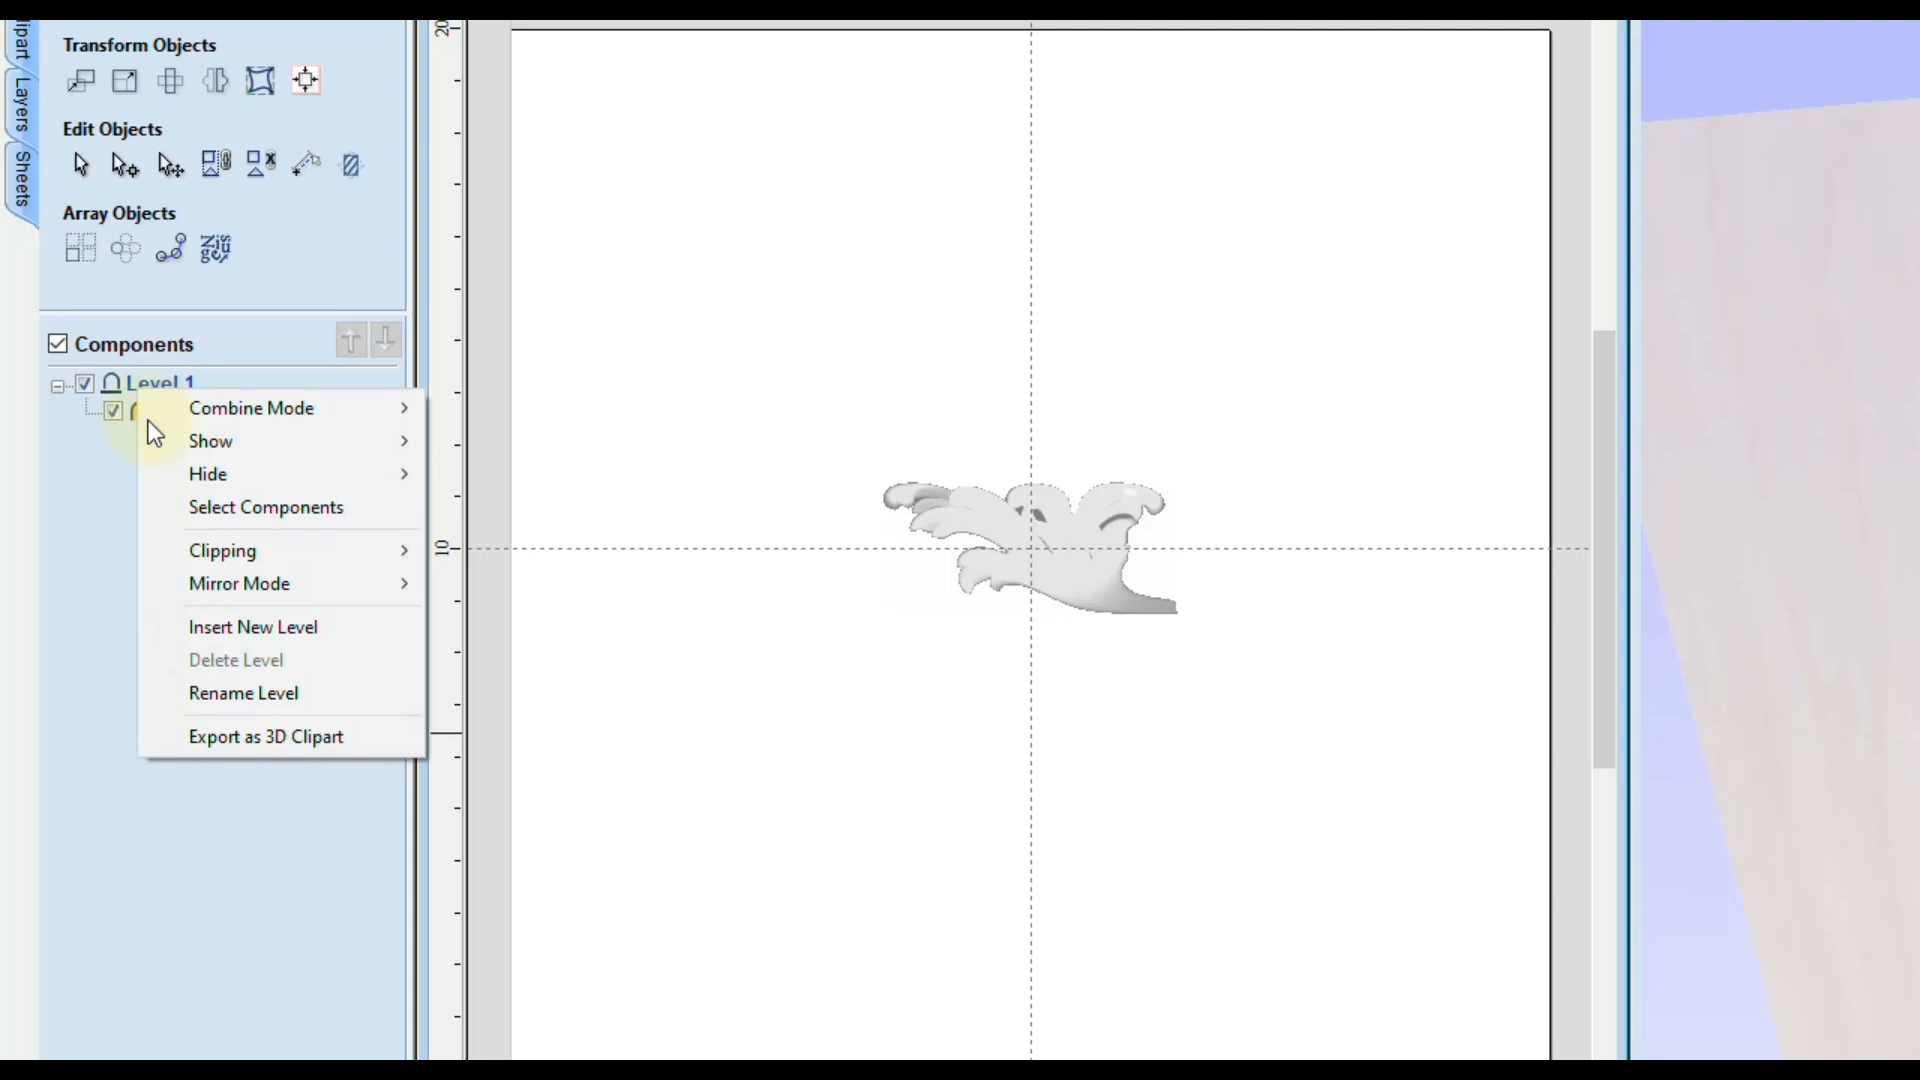 lipart
Layers
Sheets
Transform Objects
Edit Objects
Array Objects
Components
Level 1
Combine Mode
Show
Hide
Select Components
Clipping
Mirror Mode
Insert New Level
Delete Level
Rename Level
Export as 3D Clipart
20
10